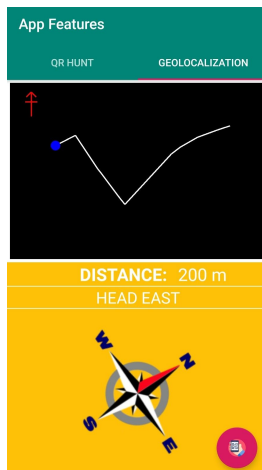 App Features
QR HUNT
GEOLOCALIZATION
DISTANCE: 200 m
HEAD EAST
W
N
S
E